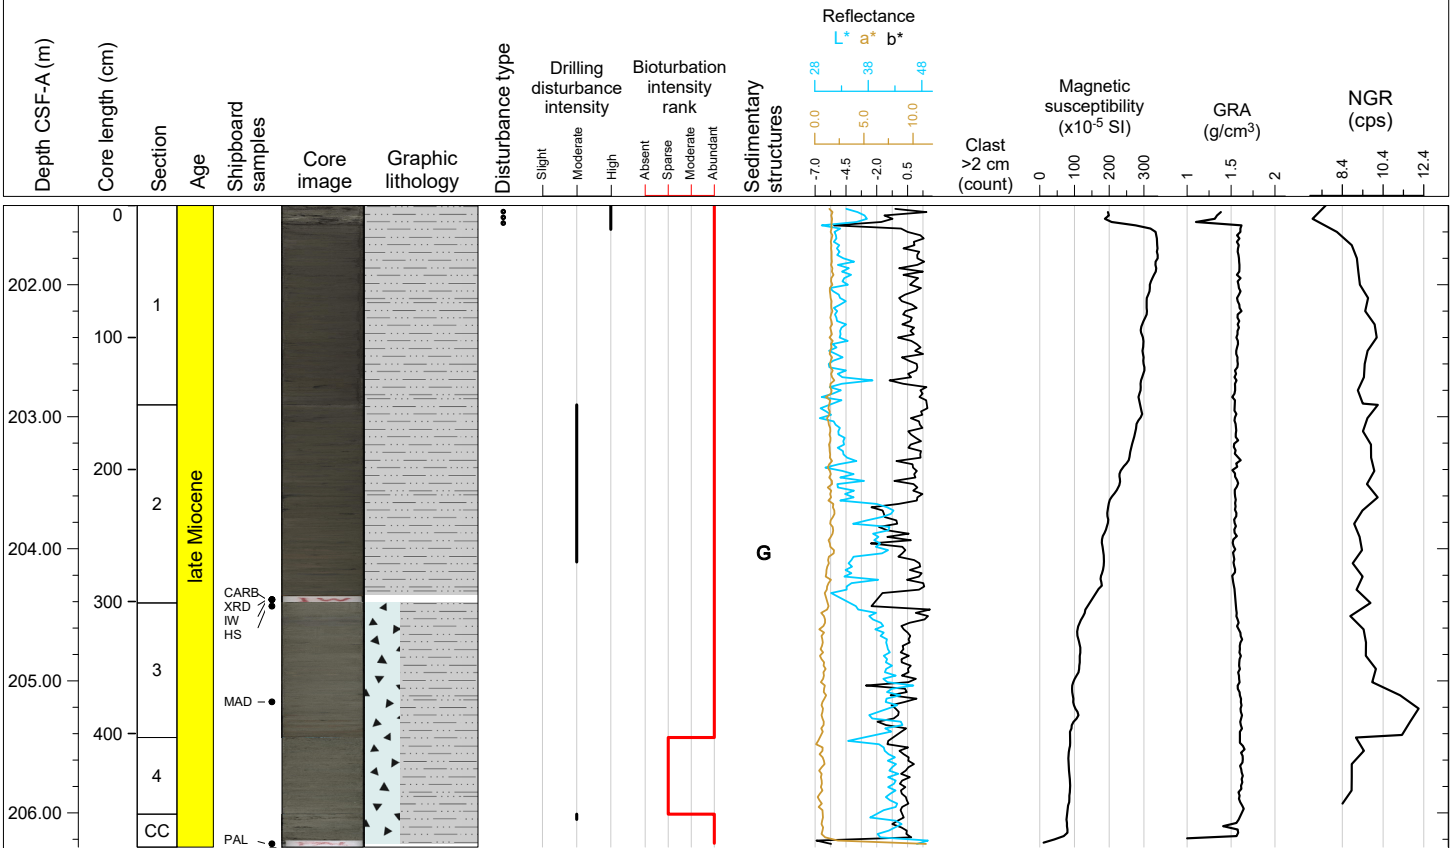 Depth CSF-A (m)
Core length (cm)
Section
Age
Shipboard
samples
Core
image
Graphic
lithology
Disturbance type
Drilling
disturbance
intensity
Slight
Moderate
High
Bioturbation
intensity
rank
Absent
Sparse
Moderate
Abundant
Sedimentary
structures
Reflectance
L* a* b*
28 38 48
0.0 5.0 10.0
-7.0 -4.5 -2.0 0.5
Clast
>2 cm
(count)
Magnetic
susceptibility
(x10-5 SI)
0 100 200 300
GRA
(g/cm3)
1 1.5 2
NGR
(cps)
8.4 10.4 12.4
0
202.00
1
100
203.00
200
2
late Miocene
204.00
G
CARB
300
XRD
IW
HS
3
205.00
MAD
400
4
206.00
CC
PAL